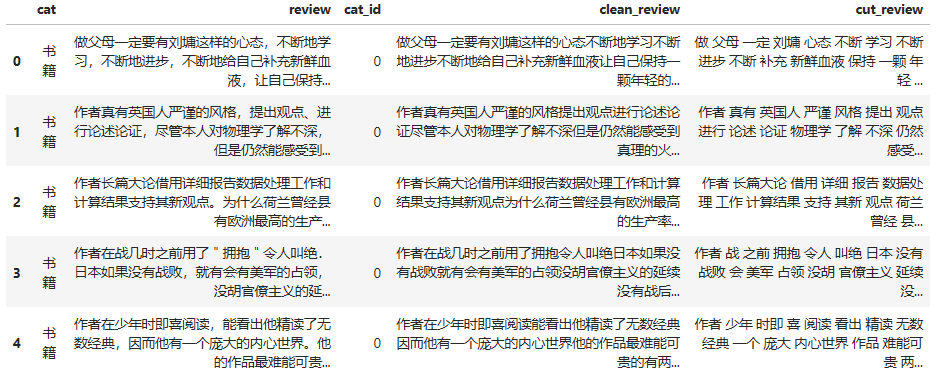 cat review cat_id clean_review cut_review
0 书籍 做父母一定要有刘墉这样的心态，不断地学习，不断地进步，不断地给自己补充新鲜血液，让自己保持... 0 做父母一定要有刘墉这样的心态不断地学习不断地进步不断地给自己补充新鲜血液让自己保持一颗年轻的... 做 父母 一定 刘墉 心态 不断 学习 不断 进步 不断 补充 新鲜血液 保持 一颗 年轻 ...
1 书籍 作者真有英国人严谨的风格，提出观点、进行论述论证，尽管本人对物理学了解不深，但是仍然能感受到... 0 作者真有英国人严谨的风格提出观点进行论述论证尽管本人对物理学了解不深但是仍然能感受到真理的火... 作者 真有 英国人 严谨 风格 提出 观点 进行 论述 论证 物理学 了解 不深 仍然 感受...
2 书籍 作者长篇大论借用详细报告数据处理工作和计算结果支持其新观点。为什么荷兰曾经县有欧洲最高的生产... 0 作者长篇大论借用详细报告数据处理工作和计算结果支持其新观点为什么荷兰曾经县有欧洲最高的生产率... 作者 长篇大论 借用 详细 报告 数据处理 工作 计算结果 支持 其新 观点 荷兰 曾经 县...
3 书籍 作者在战几时之前用了＂拥抱＂令人叫绝．日本如果没有战败，就有会有美军的占领，没胡官僚主义的延... 0 作者在战几时之前用了拥抱令人叫绝日本如果没有战败就有会有美军的占领没胡官僚主义的延续没有战后... 作者 战 之前 拥抱 令人 叫绝 日本 没有 战败 会 美军 占领 没胡 官僚主义 延续 没...
4 书籍 作者在少年时即喜阅读，能看出他精读了无数经典，因而他有一个庞大的内心世界。他的作品最难能可贵... 0 作者在少年时即喜阅读能看出他精读了无数经典因而他有一个庞大的内心世界他的作品最难能可贵的有两... 作者 少年 时即 喜 阅读 看出 精读 无数 经典 一个 庞大 内心世界 作品 难能可贵 两...